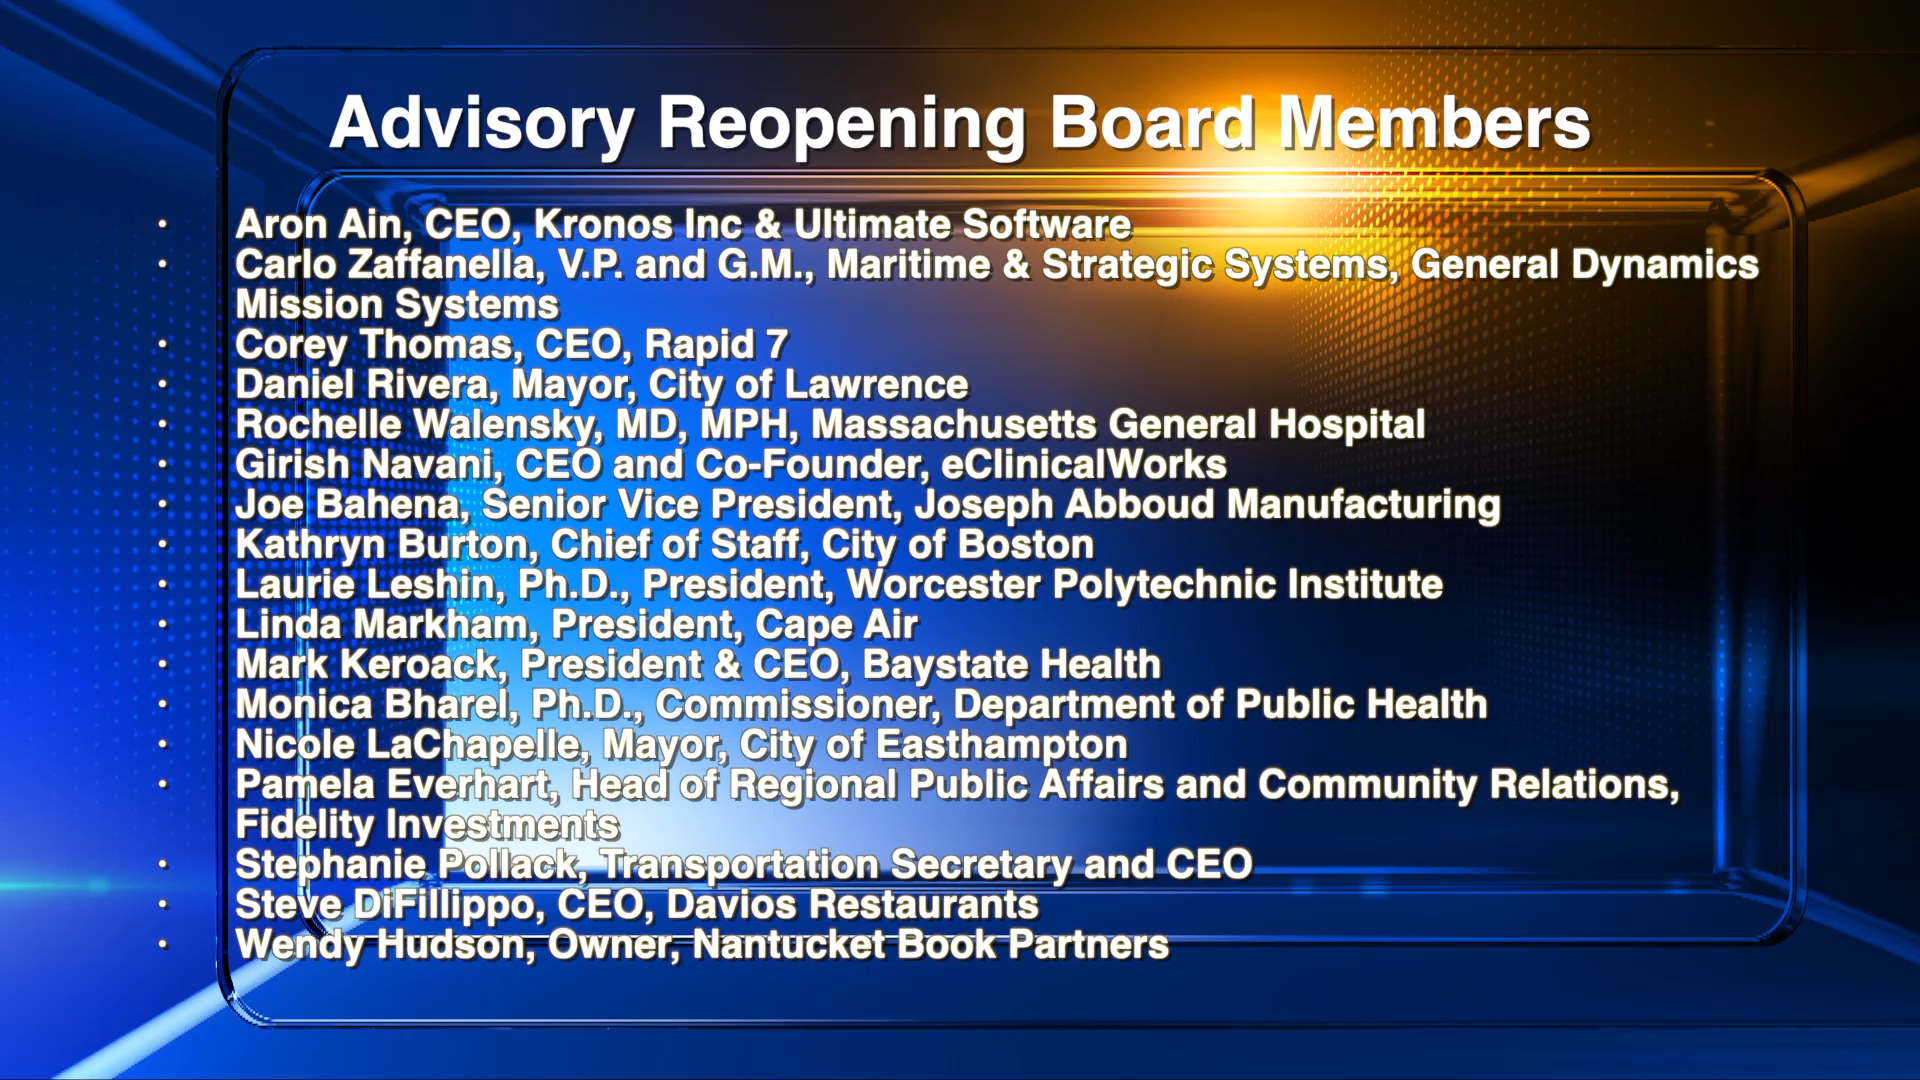 Advisory Reopening Board Members
• Aron Ain, CEO, Kronos Inc & Ultimate Software
• Carlo Zaffanella, V.P. and G.M., Maritime & Strategic Systems, General Dynamics
Mission Systems
• Corey Thomas, CEO, Rapid 7
• Daniel Rivera, Mayor, City of Lawrence
• Rochelle Walensky, MD, MPH, Massachusetts General Hospital
• Girish Navani, CEO and Co-Founder, eClinicalWorks
• Joe Bahena, Senior Vice President, Joseph Abboud Manufacturing
• Kathryn Burton, Chief of Staff, City of Boston
• Laurie Leshin, Ph.D., President, Worcester Polytechnic Institute
• Linda Markham, President, Cape Air
• Mark Keroack, President & CEO, Baystate Health
• Monica Bharel, Ph.D., Commissioner, Department of Public Health
• Nicole LaChapelle, Mayor, City of Easthampton
• Pamela Everhart, Head of Regional Public Affairs and Community Relations,
Fidelity Investments
• Stephanie Pollack, Transportation Secretary and CEO
• Steve DiFillippo, CEO, Davios Restaurants
• Wendy Hudson, Owner, Nantucket Book Partners